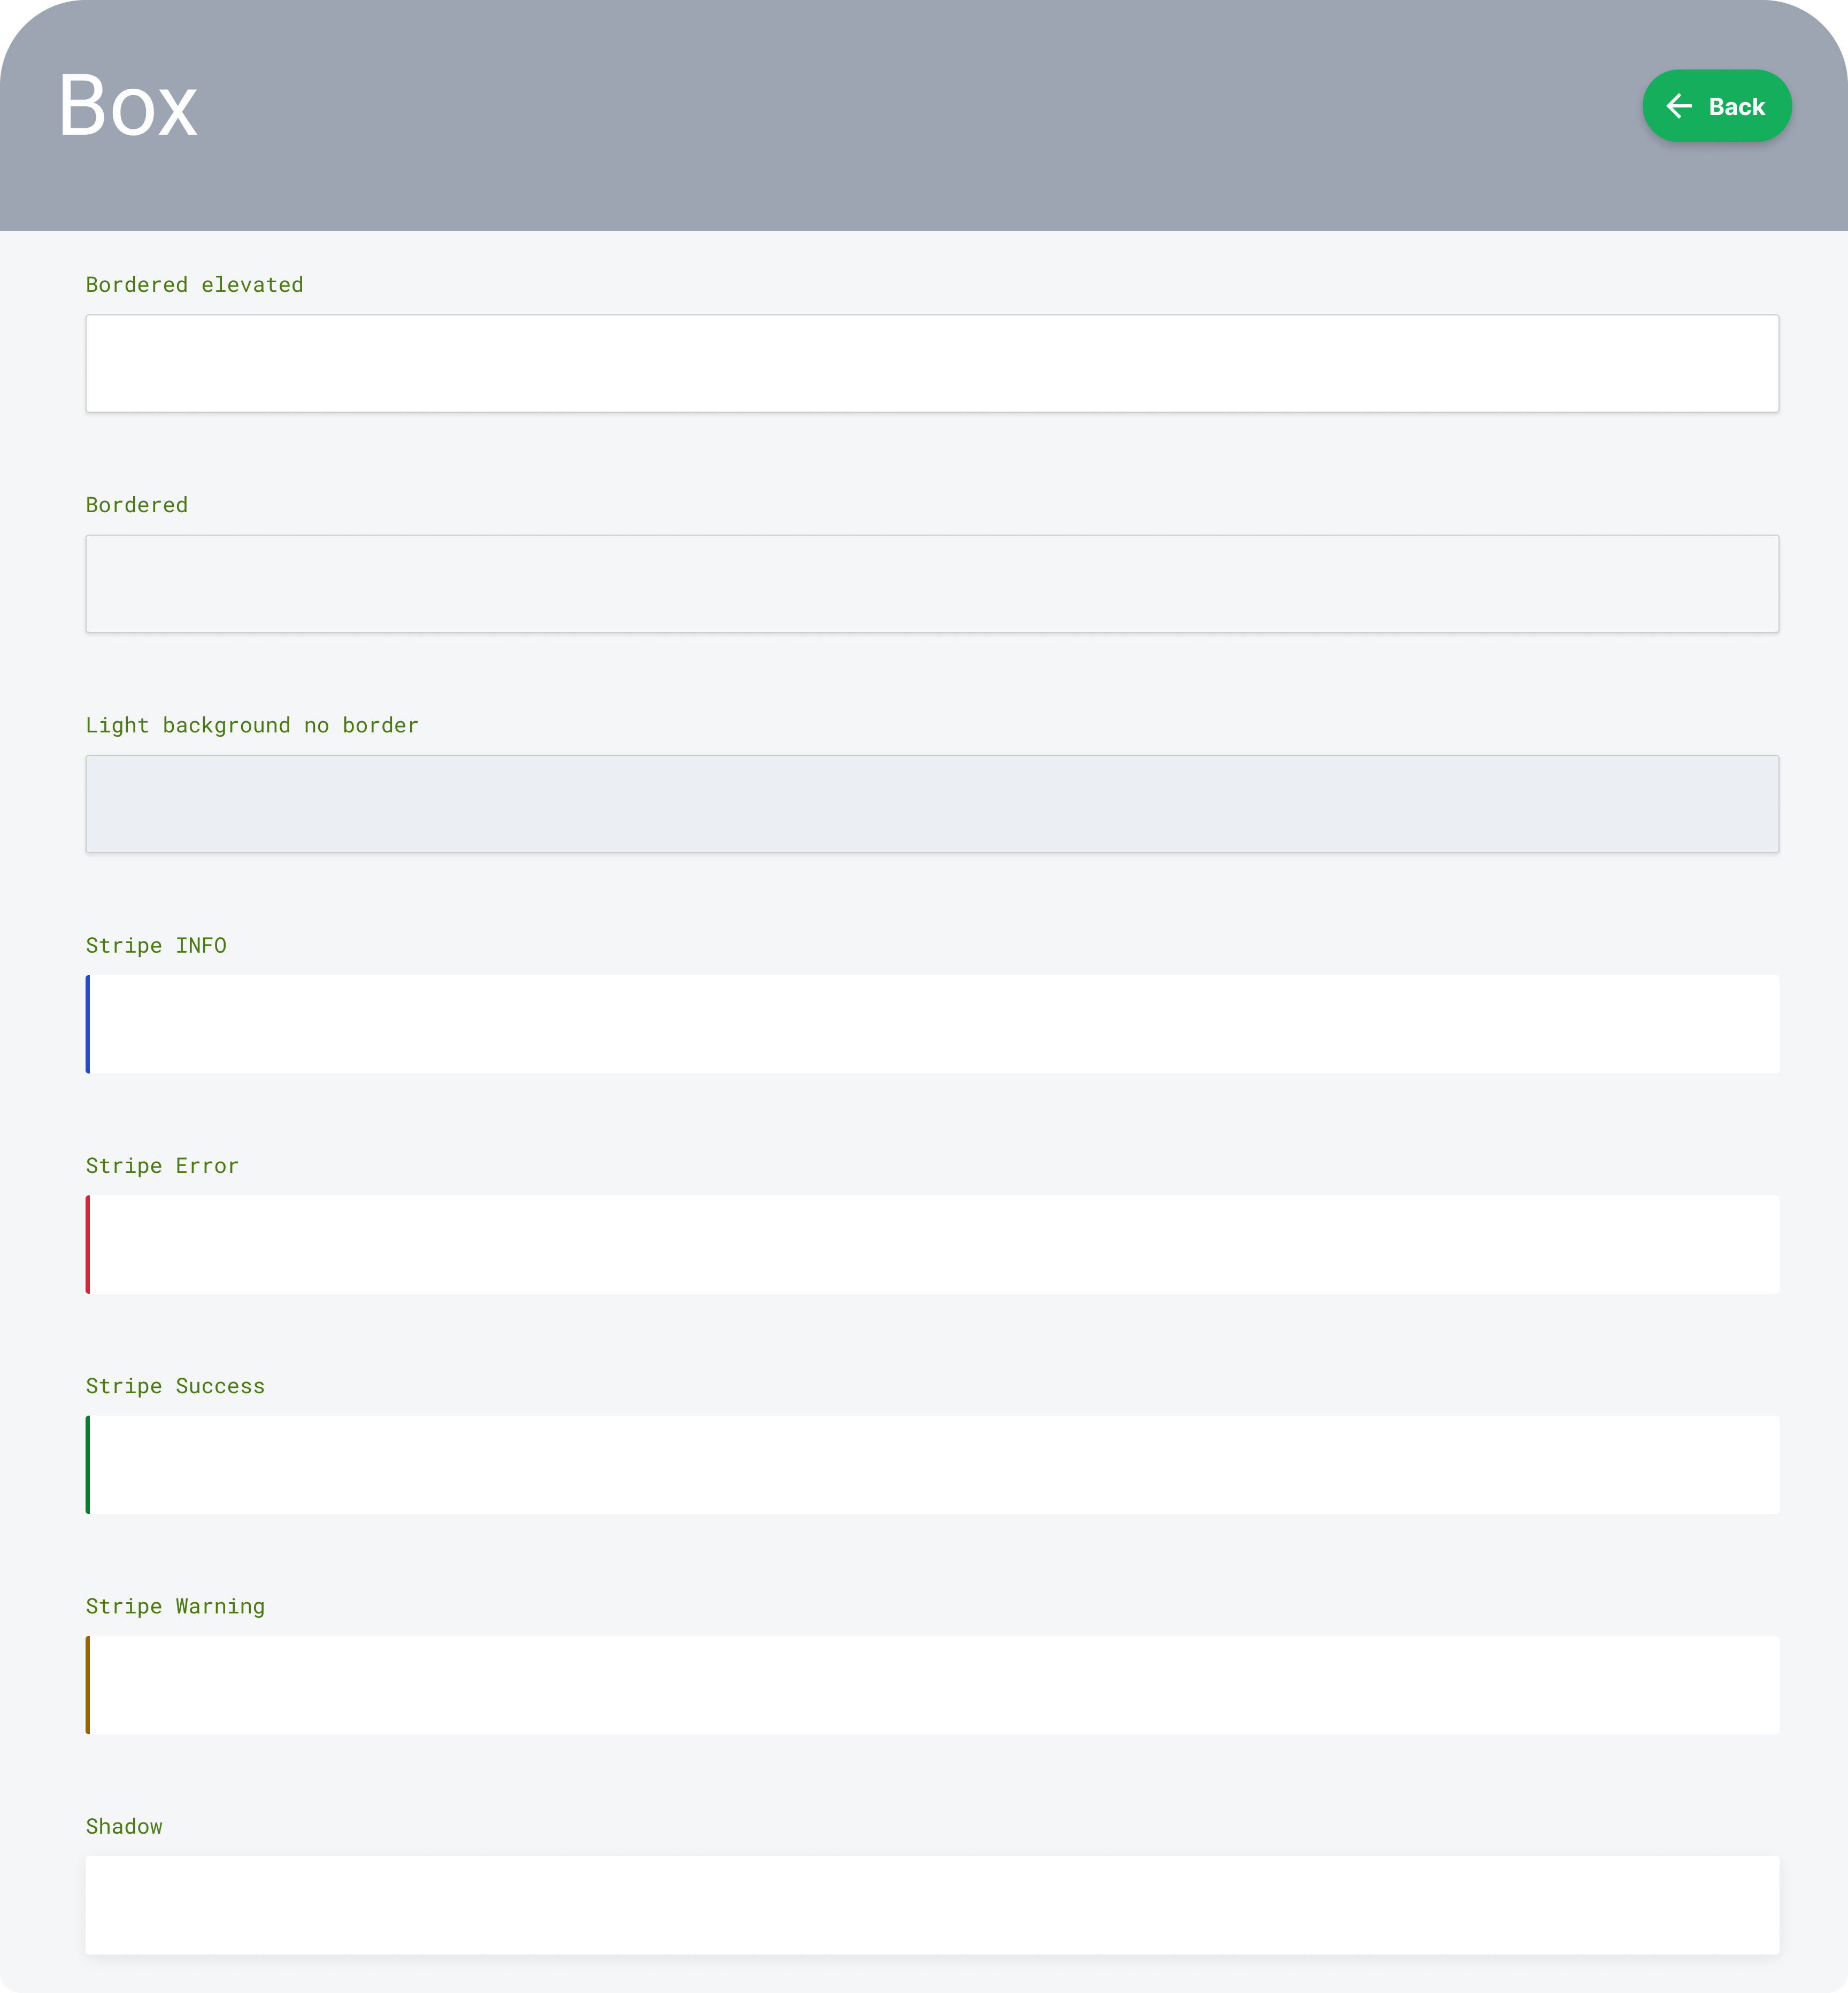 Box
Back
Bordered elevated
Bordered
Light background no border
Stripe INFO
Stripe Error
Stripe Success
Stripe Warning
Shadow